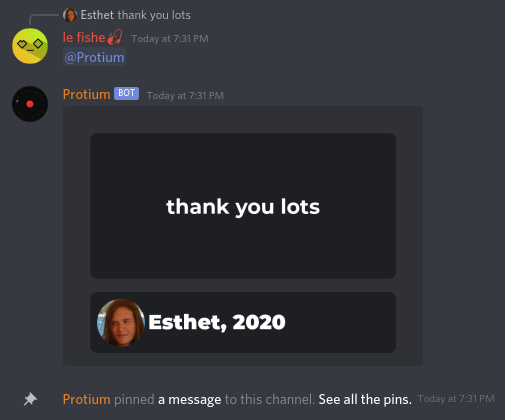 Esthet thank you lots
le fishe Today at 7:31 PM
@Protium
Protium BOT Today at 7:31 PM
thank you lots
Esthet, 2020
Protium pinned a message to this channel. See all the pins. Today at 7:31 PM